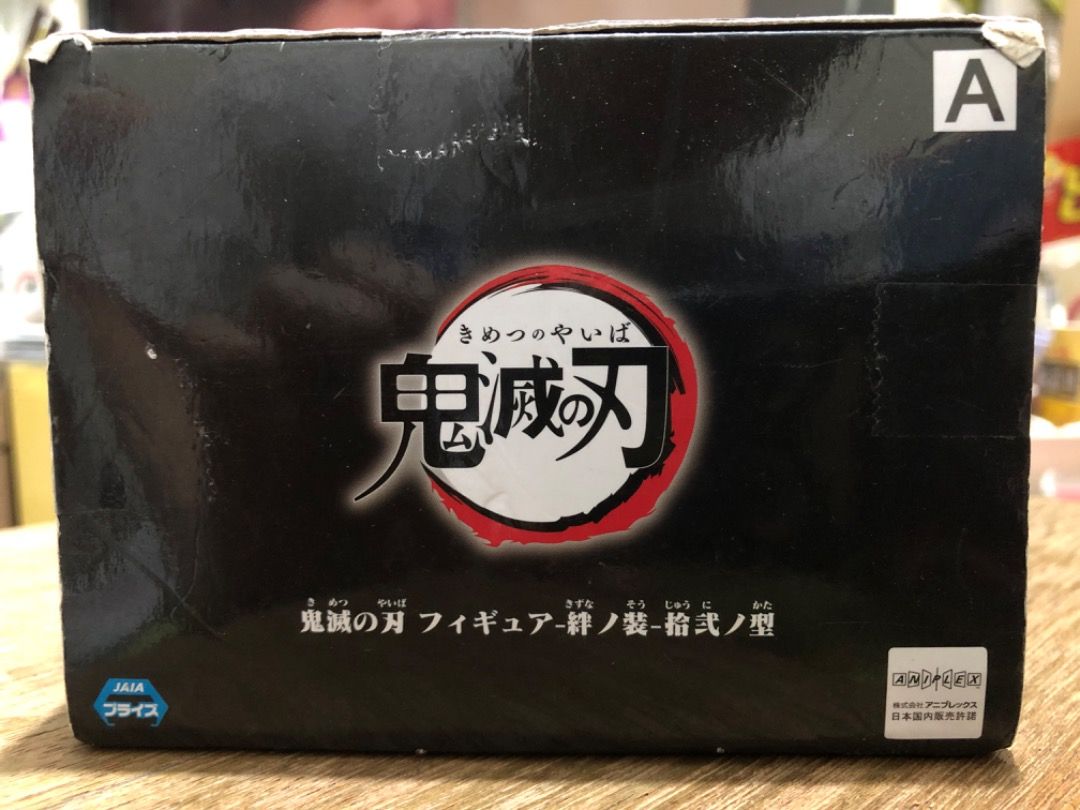 A
きめつのやいば
鬼滅の刃
き めつ やいば きずな そう じゅう に かた
鬼滅の刃 フィギュア-絆ノ装-拾弐ノ型
JAIA
プライズ
ANIPLEX
株式会社 アニプレックス
日本国内販売許諾